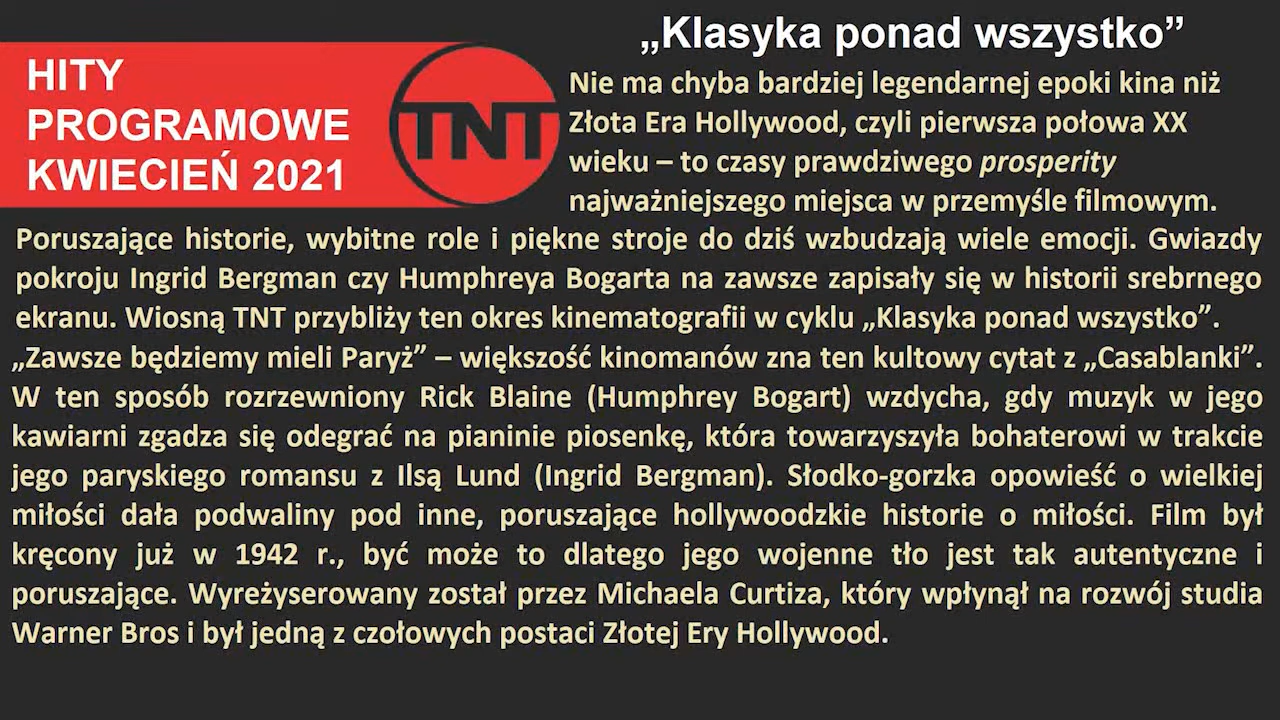 „Klasyka ponad wszystko”
HITY
PROGRAMOWE
KWIECIEŃ 2021
TNT
Nie ma chyba bardziej legendarnej epoki kina niż
Złota Era Hollywood, czyli pierwsza połowa XX
wieku – to czasy prawdziwego prosperity
najważniejszego miejsca w przemyśle filmowym.
Poruszające historie, wybitne role i piękne stroje do dziś wzbudzają wiele emocji. Gwiazdy
pokroju Ingrid Bergman czy Humphreya Bogarta na zawsze zapisały się w historii srebrnego
ekranu. Wiosną TNT przybliży ten okres kinematografii w cyklu „Klasyka ponad wszystko”.
„Zawsze będziemy mieli Paryż” – większość kinomanów zna ten kultowy cytat z „Casablanki”.
W ten sposób rozrzewniony Rick Blaine (Humphrey Bogart) wzdycha, gdy muzyk w jego
kawiarni zgadza się odegrać na pianinie piosenkę, która towarzyszyła bohaterowi w trakcie
jego paryskiego romansu z Ilsą Lund (Ingrid Bergman). Słodko-gorzka opowieść o wielkiej
miłości dała podwaliny pod inne, poruszające hollywoodzkie historie o miłości. Film był
kręcony już w 1942 r., być może to dlatego jego wojenne tło jest tak autentyczne i
poruszające. Wyreżyserowany został przez Michaela Curtiza, który wpłynął na rozwój studia
Warner Bros i był jedną z czołowych postaci Złotej Ery Hollywood.